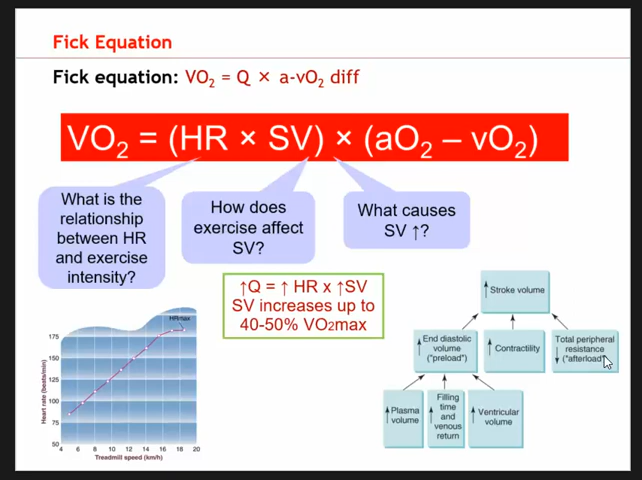 Fick Equation
Fick equation: VO₂ = Q × a-vO₂ diff
VO₂ = (HR × SV) × (aO₂ – vO₂)
What is the
relationship
between HR
and exercise
intensity?
How does
exercise affect
SV?
What causes
SV ↑?
↑Q = ↑ HR x ↑SV
SV increases up to
40-50% VO₂max
HRmax
175
150
125
100
75
50
4 6 8 10 12 14 16 18 20
Heart rate (beats/min)
Treadmill speed (km/h)
↑ Stroke volume
↑ End diastolic
volume
("preload")
↑ Contractility
Total peripheral
↓ resistance
("afterload")
↑ Plasma
volume
↑ Filling
time
and
venous
return
↑ Ventricular
volume